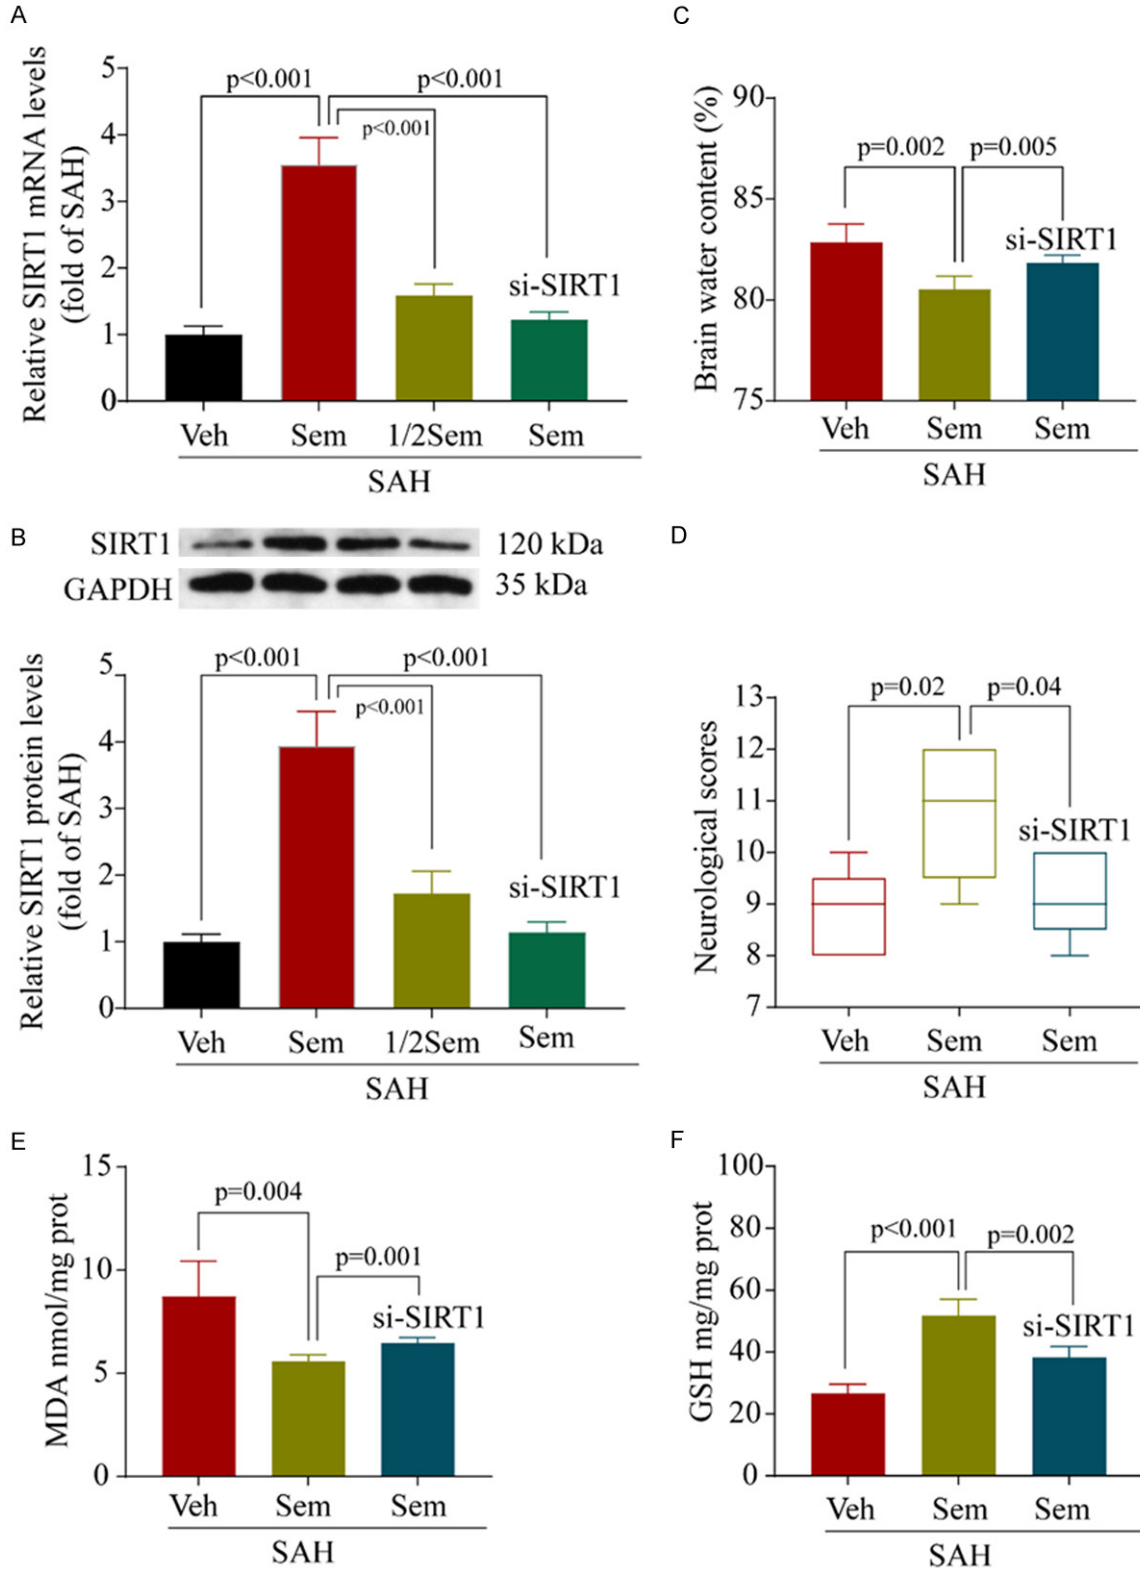 A
Relative SIRT1 mRNA levels
(fold of SAH)
5
4
3
2
1
0
p<0.001
p<0.001
p<0.001
si-SIRT1
Veh Sem 1/2Sem Sem
SAH
C
Brain water content (%)
90
85
80
75
p=0.002
p=0.005
si-SIRT1
Veh Sem Sem
SAH
B
SIRT1 120 kDa
GAPDH 35 kDa
Relative SIRT1 protein levels
(fold of SAH)
5
4
3
2
1
0
p<0.001
p<0.001
p<0.001
si-SIRT1
Veh Sem 1/2Sem Sem
SAH
D
Neurological scores
13
12
11
10
9
8
7
p=0.02
p=0.04
si-SIRT1
Veh Sem Sem
SAH
E
MDA nmol/mg prot
15
10
5
0
p=0.004
p=0.001
si-SIRT1
Veh Sem Sem
SAH
F
GSH mg/mg prot
100
80
60
40
20
0
p<0.001
p=0.002
si-SIRT1
Veh Sem Sem
SAH